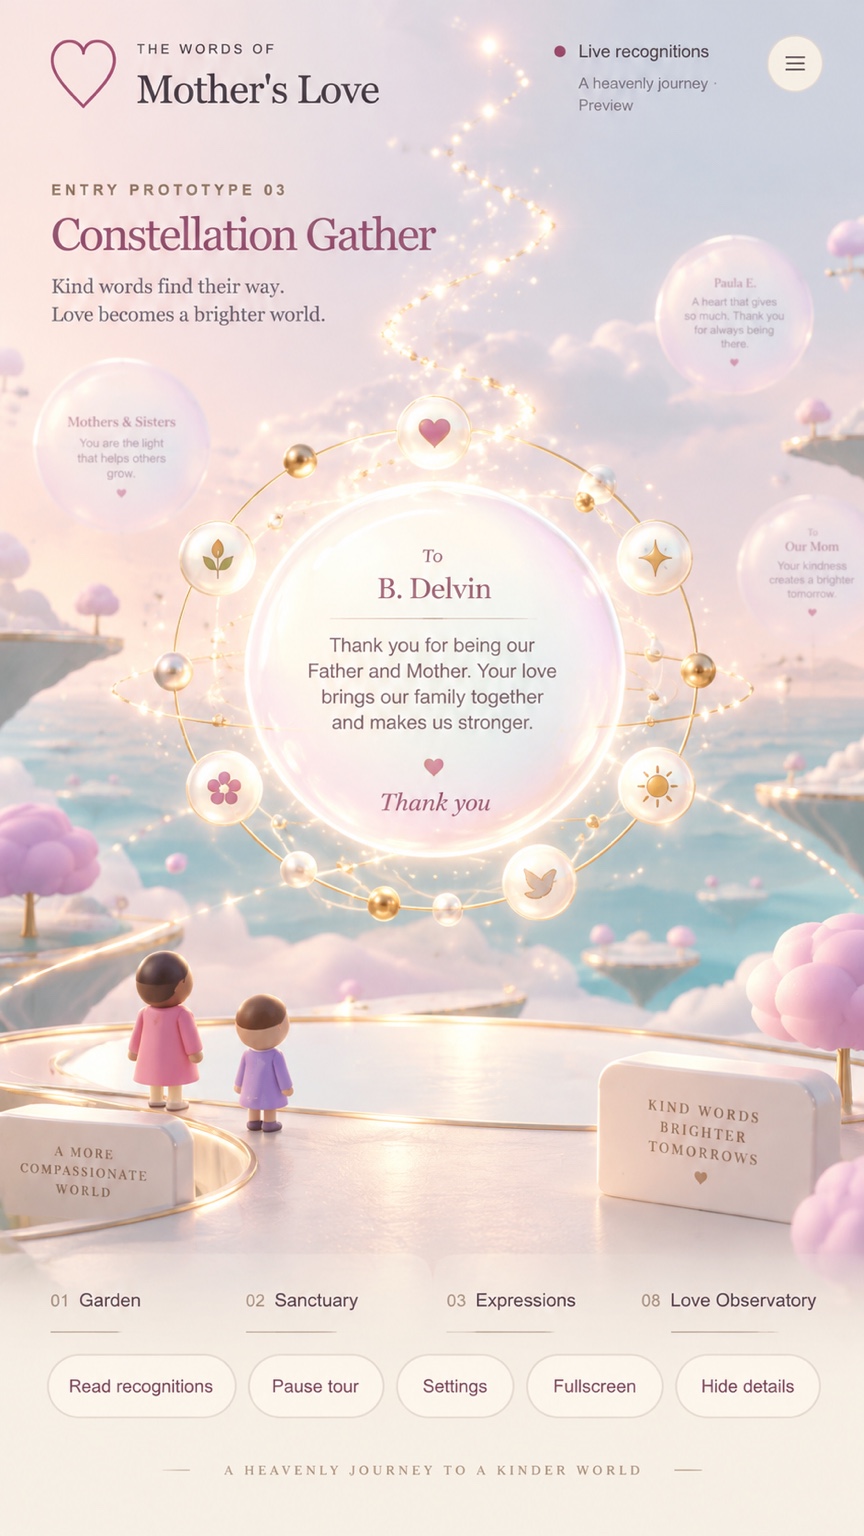 THE WORDS OF
Mother's Love
Live recognitions
A heavenly journey ·
Preview
ENTRY PROTOTYPE 03
Constellation Gather
Kind words find their way.
Love becomes a brighter world.
Paula E.
A heart that gives
so much. Thank you
for always being
there.
Mothers & Sisters
You are the light
that helps others
grow.
To
Our Mom
Your kindness
creates a brighter
tomorrow.
To
B. Delvin
Thank you for being our
Father and Mother. Your love
brings our family together
and makes us stronger.
Thank you
A MORE
COMPASSIONATE
WORLD
KIND WORDS
BRIGHTER
TOMORROWS
01 Garden
02 Sanctuary
03 Expressions
08 Love Observatory
Read recognitions
Pause tour
Settings
Fullscreen
Hide details
A HEAVENLY JOURNEY TO A KINDER WORLD